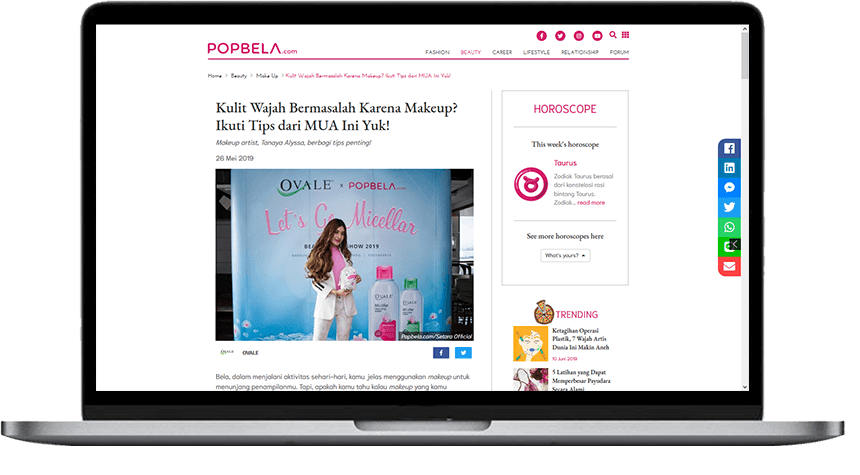 POPBELA.com
FASHION BEAUTY CAREER LIFESTYLE RELATIONSHIP FORUM
Home > Beauty > Make Up > Kulit Wajah Bermasalah Karena Makeup? Ikuti Tips dari MUA Ini Yuk!
Kulit Wajah Bermasalah Karena Makeup?
Ikuti Tips dari MUA Ini Yuk!
Makeup artist, Tanaya Alyssa, berbagi tips penting!
26 Mei 2019
OVALE x POPBELA.com
Let's Go Micellar
2019
OVALE
OVALE
Popbela.com/Setara Official
OVALE OVALE
Bela, dalam menjalani aktivitas sehari-hari, kamu jelas menggunakan makeup untuk
menunjang penampilanmu. Tapi, apakah kamu tahu kalau makeup yang kamu
HOROSCOPE
This week's horoscope
Taurus
Zodiak Taurus berasal
dari konstelasi rasi
bintang Taurus.
Zodiak... read more
See more horoscopes here
What's yours?
TRENDING
Ketagihan Operasi
Plastik, 7 Wajah Artis
Dunia Ini Makin Aneh
10 Juni 2019
5 Latihan yang Dapat
Memperbesar Payudara
Secara Alami